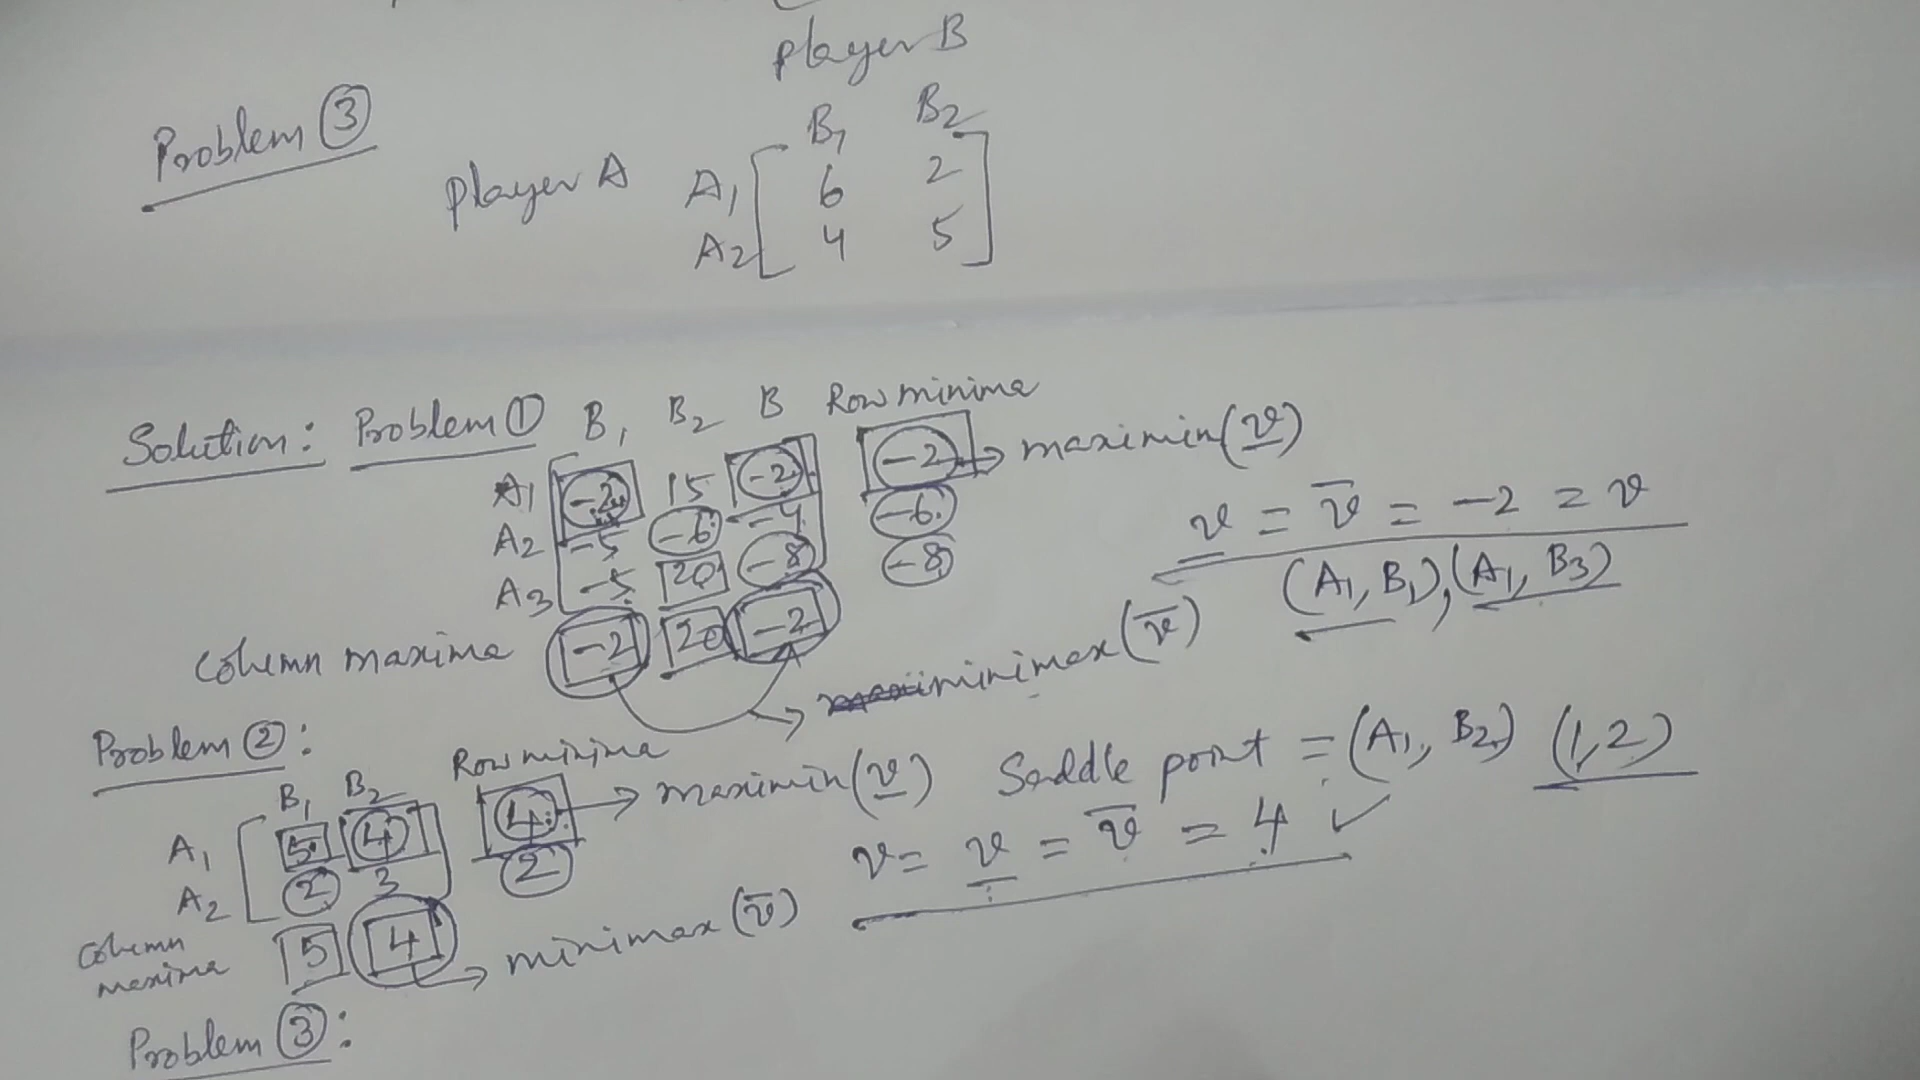 Player B
Problem ③
B₁ B₂
Player A A₁ 6 2
A₂ 4 5
Solution: Problem ① B₁ B₂ B Row minima
A₁ -2 15 -2 -2 → maximin(v)
A₂ -5 -6 -4 -6
A₃ -5 20 -8 -8
v = v̅ = -2 = v
(A₁, B₁), (A₁, B₃)
Column maxima -2 20 -2
→ minimax(v̅)
Problem ②:
B₁ B₂ Row minima
A₁ 5 4 4 → maximin(v) Saddle point = (A₁, B₂) (1,2)
A₂ 2 3 2
v = v = v̅ = 4 ✓
Column maxima 5 4 → minimax(v̅)
Problem ③: